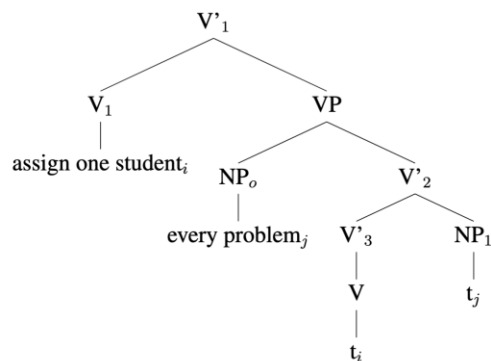 V’₁
V₁ VP
assign one studentᵢ
NPₒ V’₂
every problemⱼ
V’₃ NP₁
V tⱼ
tᵢ